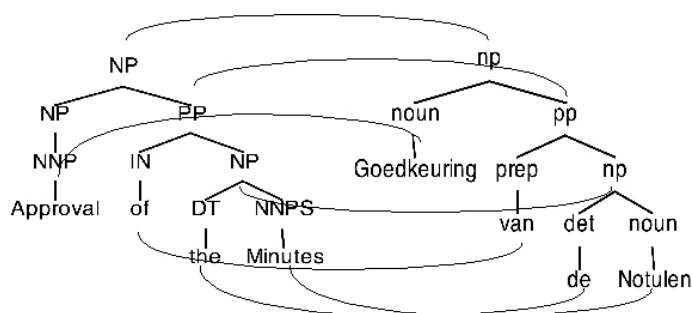 NP np
NP PP noun pp
NNP IN NP Goedkeuring prep np
Approval of DT NNPS van det noun
the Minutes de Notulen